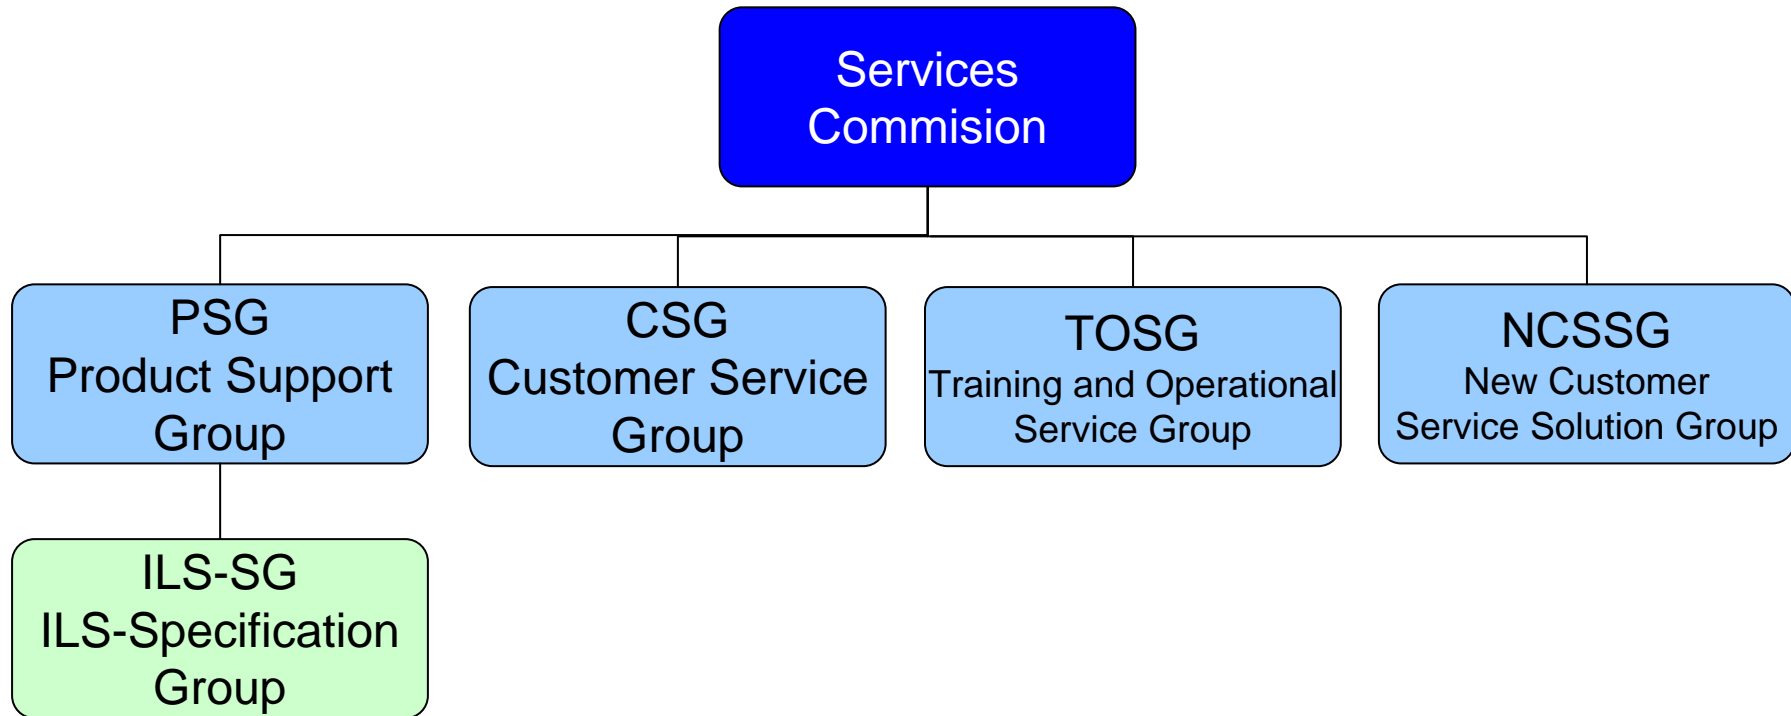 Services
Commision
PSG
Product Support
Group
CSG
Customer Service
Group
TOSG
Training and Operational
Service Group
NCSSG
New Customer
Service Solution Group
ILS-SG
ILS-Specification
Group